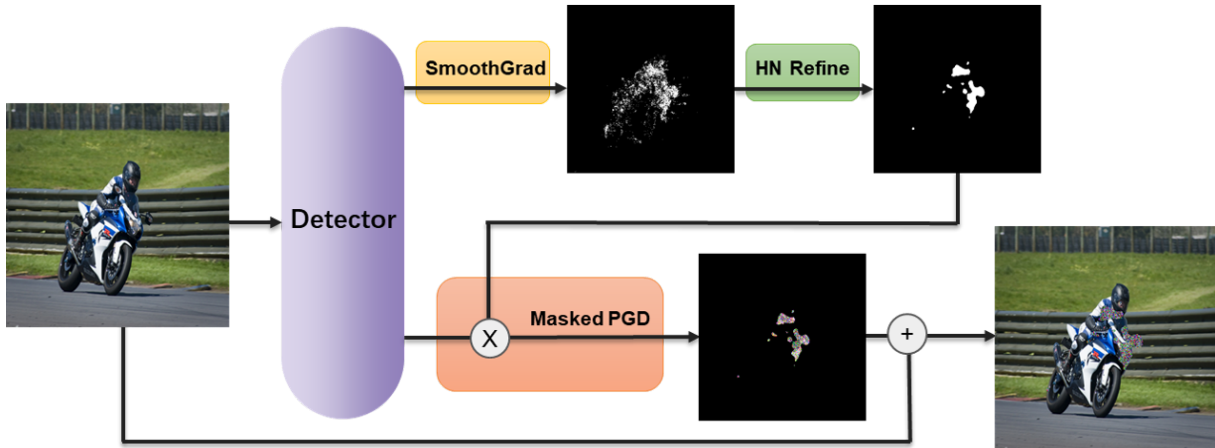 SmoothGrad
HN Refine
Detector
Masked PGD
X
+